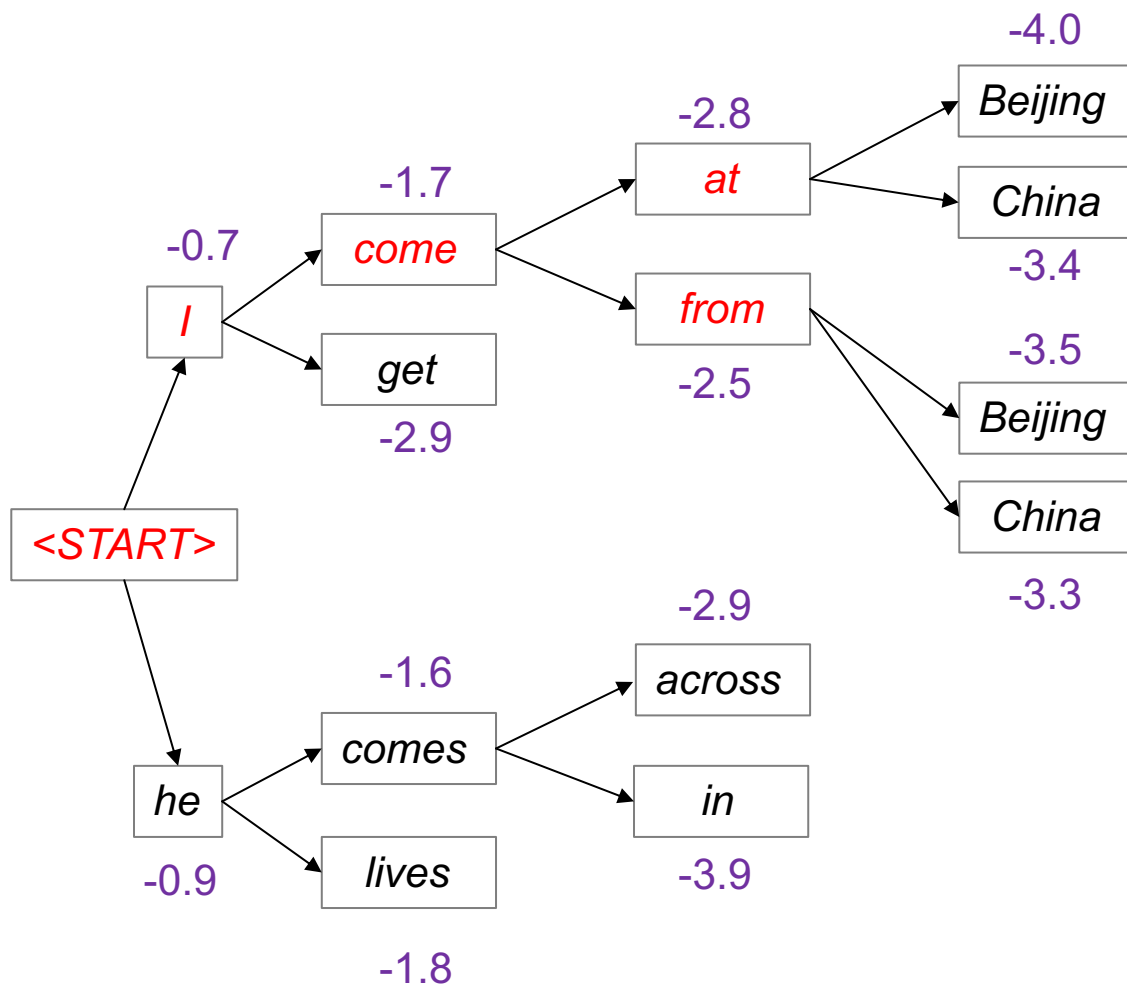 -4.0
Beijing
-2.8
at
China
-3.4
-1.7
come
-0.7
I
from
-2.5
-3.5
Beijing
get
-2.9
China
-3.3
<START>
-2.9
across
-1.6
comes
he
-0.9
in
-3.9
lives
-1.8